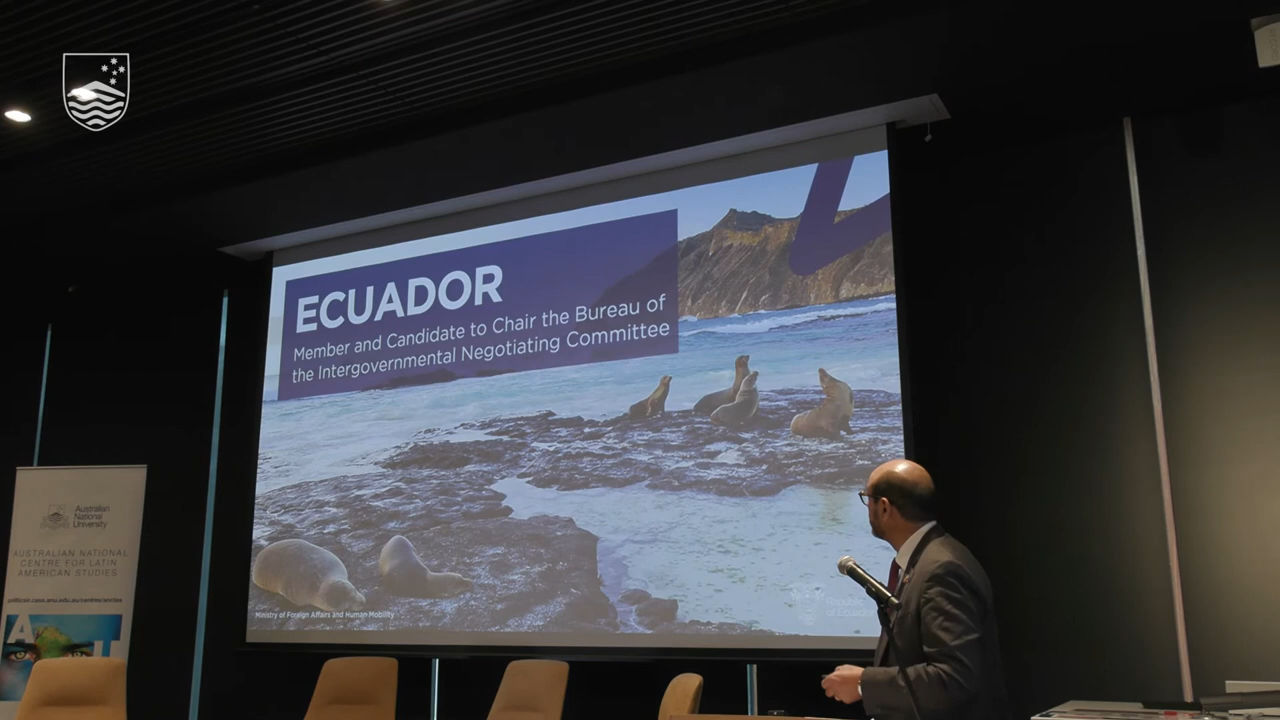 ECUADOR
Member and Candidate to Chair the Bureau of
the Intergovernmental Negotiating Committee
Ministry of Foreign Affairs and Human Mobility
Australian
National
University
AUSTRALIAN NATIONAL
CENTRE FOR LATIN
AMERICAN STUDIES